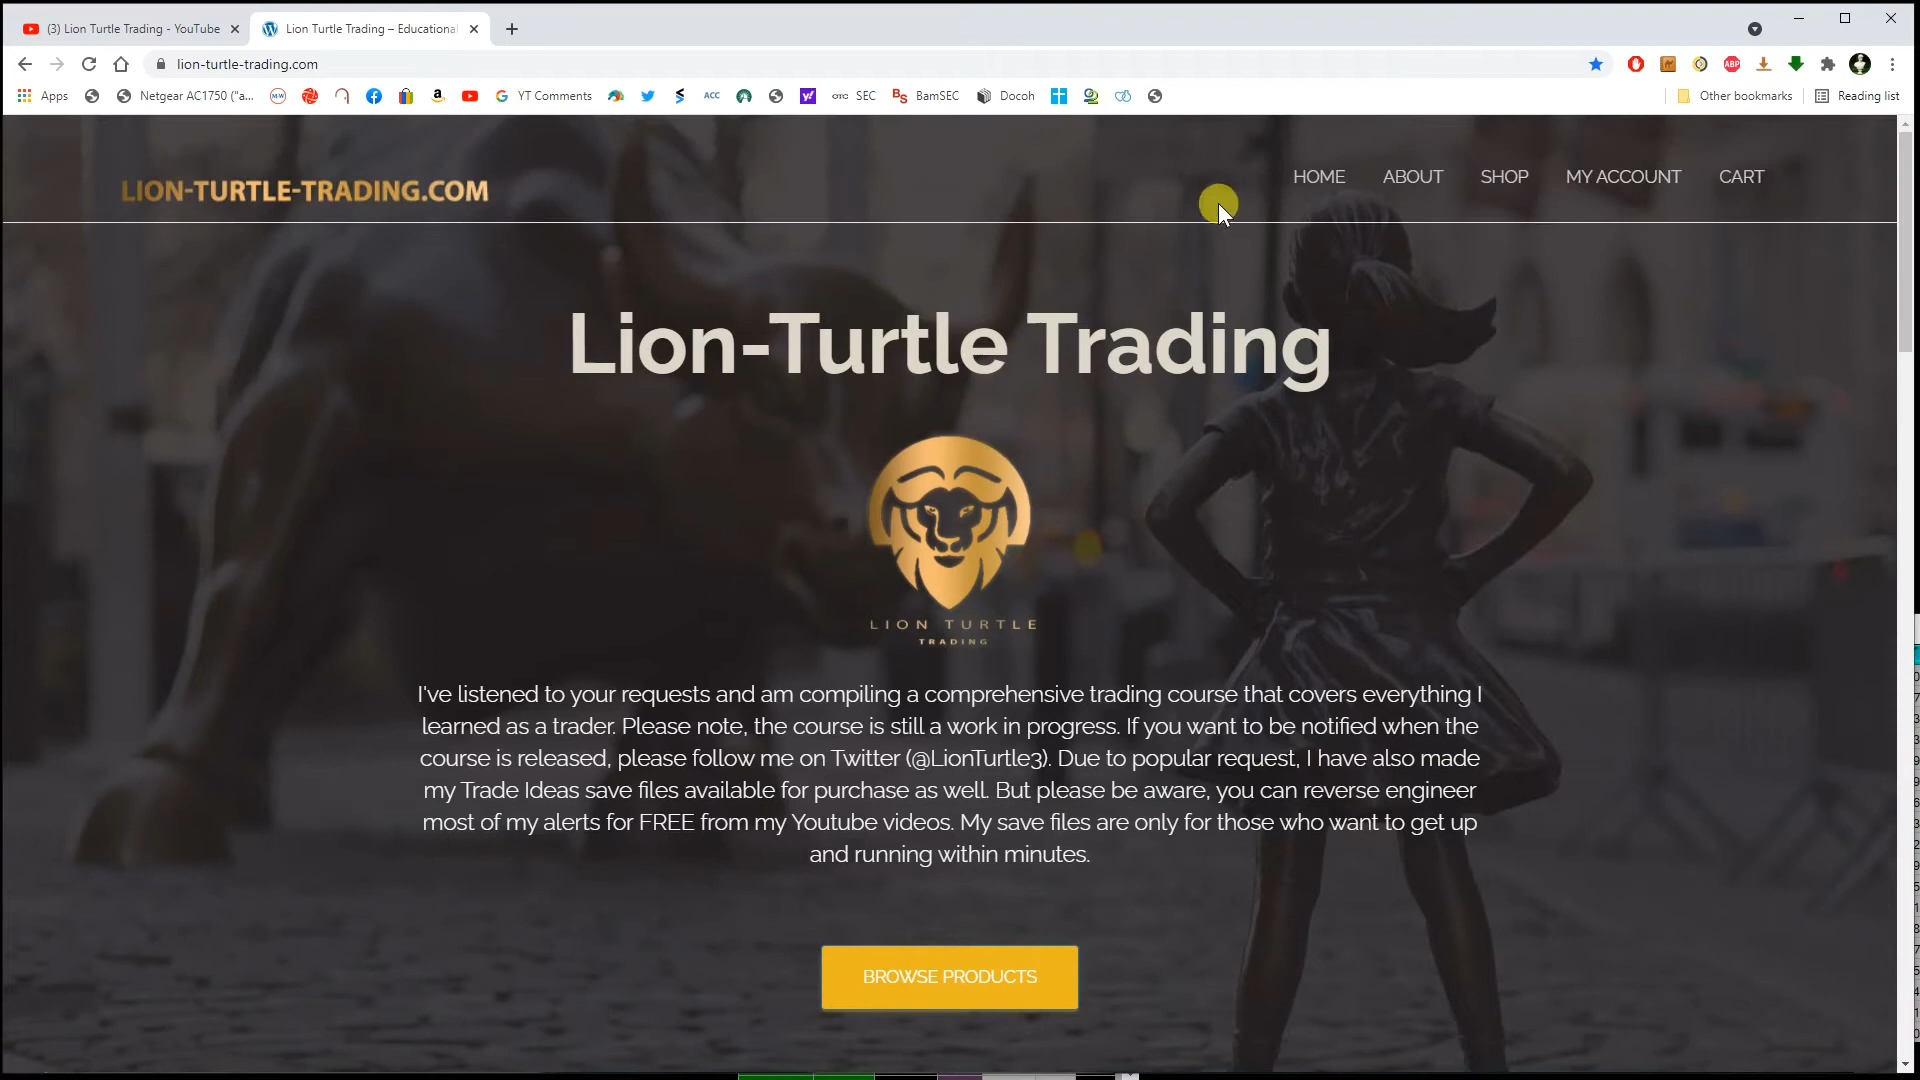 (3) Lion Turtle Trading - YouTube
Lion Turtle Trading – Educational
lion-turtle-trading.com
ABP
Apps
Netgear AC1750 ("a...
M-W
YT Comments
ACC
OTC SEC
BS BamSEC
Docoh
Other bookmarks
Reading list
LION-TURTLE-TRADING.COM
HOME
ABOUT
SHOP
MY ACCOUNT
CART
Lion-Turtle Trading
LION TURTLE
TRADING
I've listened to your requests and am compiling a comprehensive trading course that covers everything I
learned as a trader. Please note, the course is still a work in progress. If you want to be notified when the
course is released, please follow me on Twitter (@LionTurtle3). Due to popular request, I have also made
my Trade Ideas save files available for purchase as well. But please be aware, you can reverse engineer
most of my alerts for FREE from my Youtube videos. My save files are only for those who want to get up
and running within minutes.
BROWSE PRODUCTS